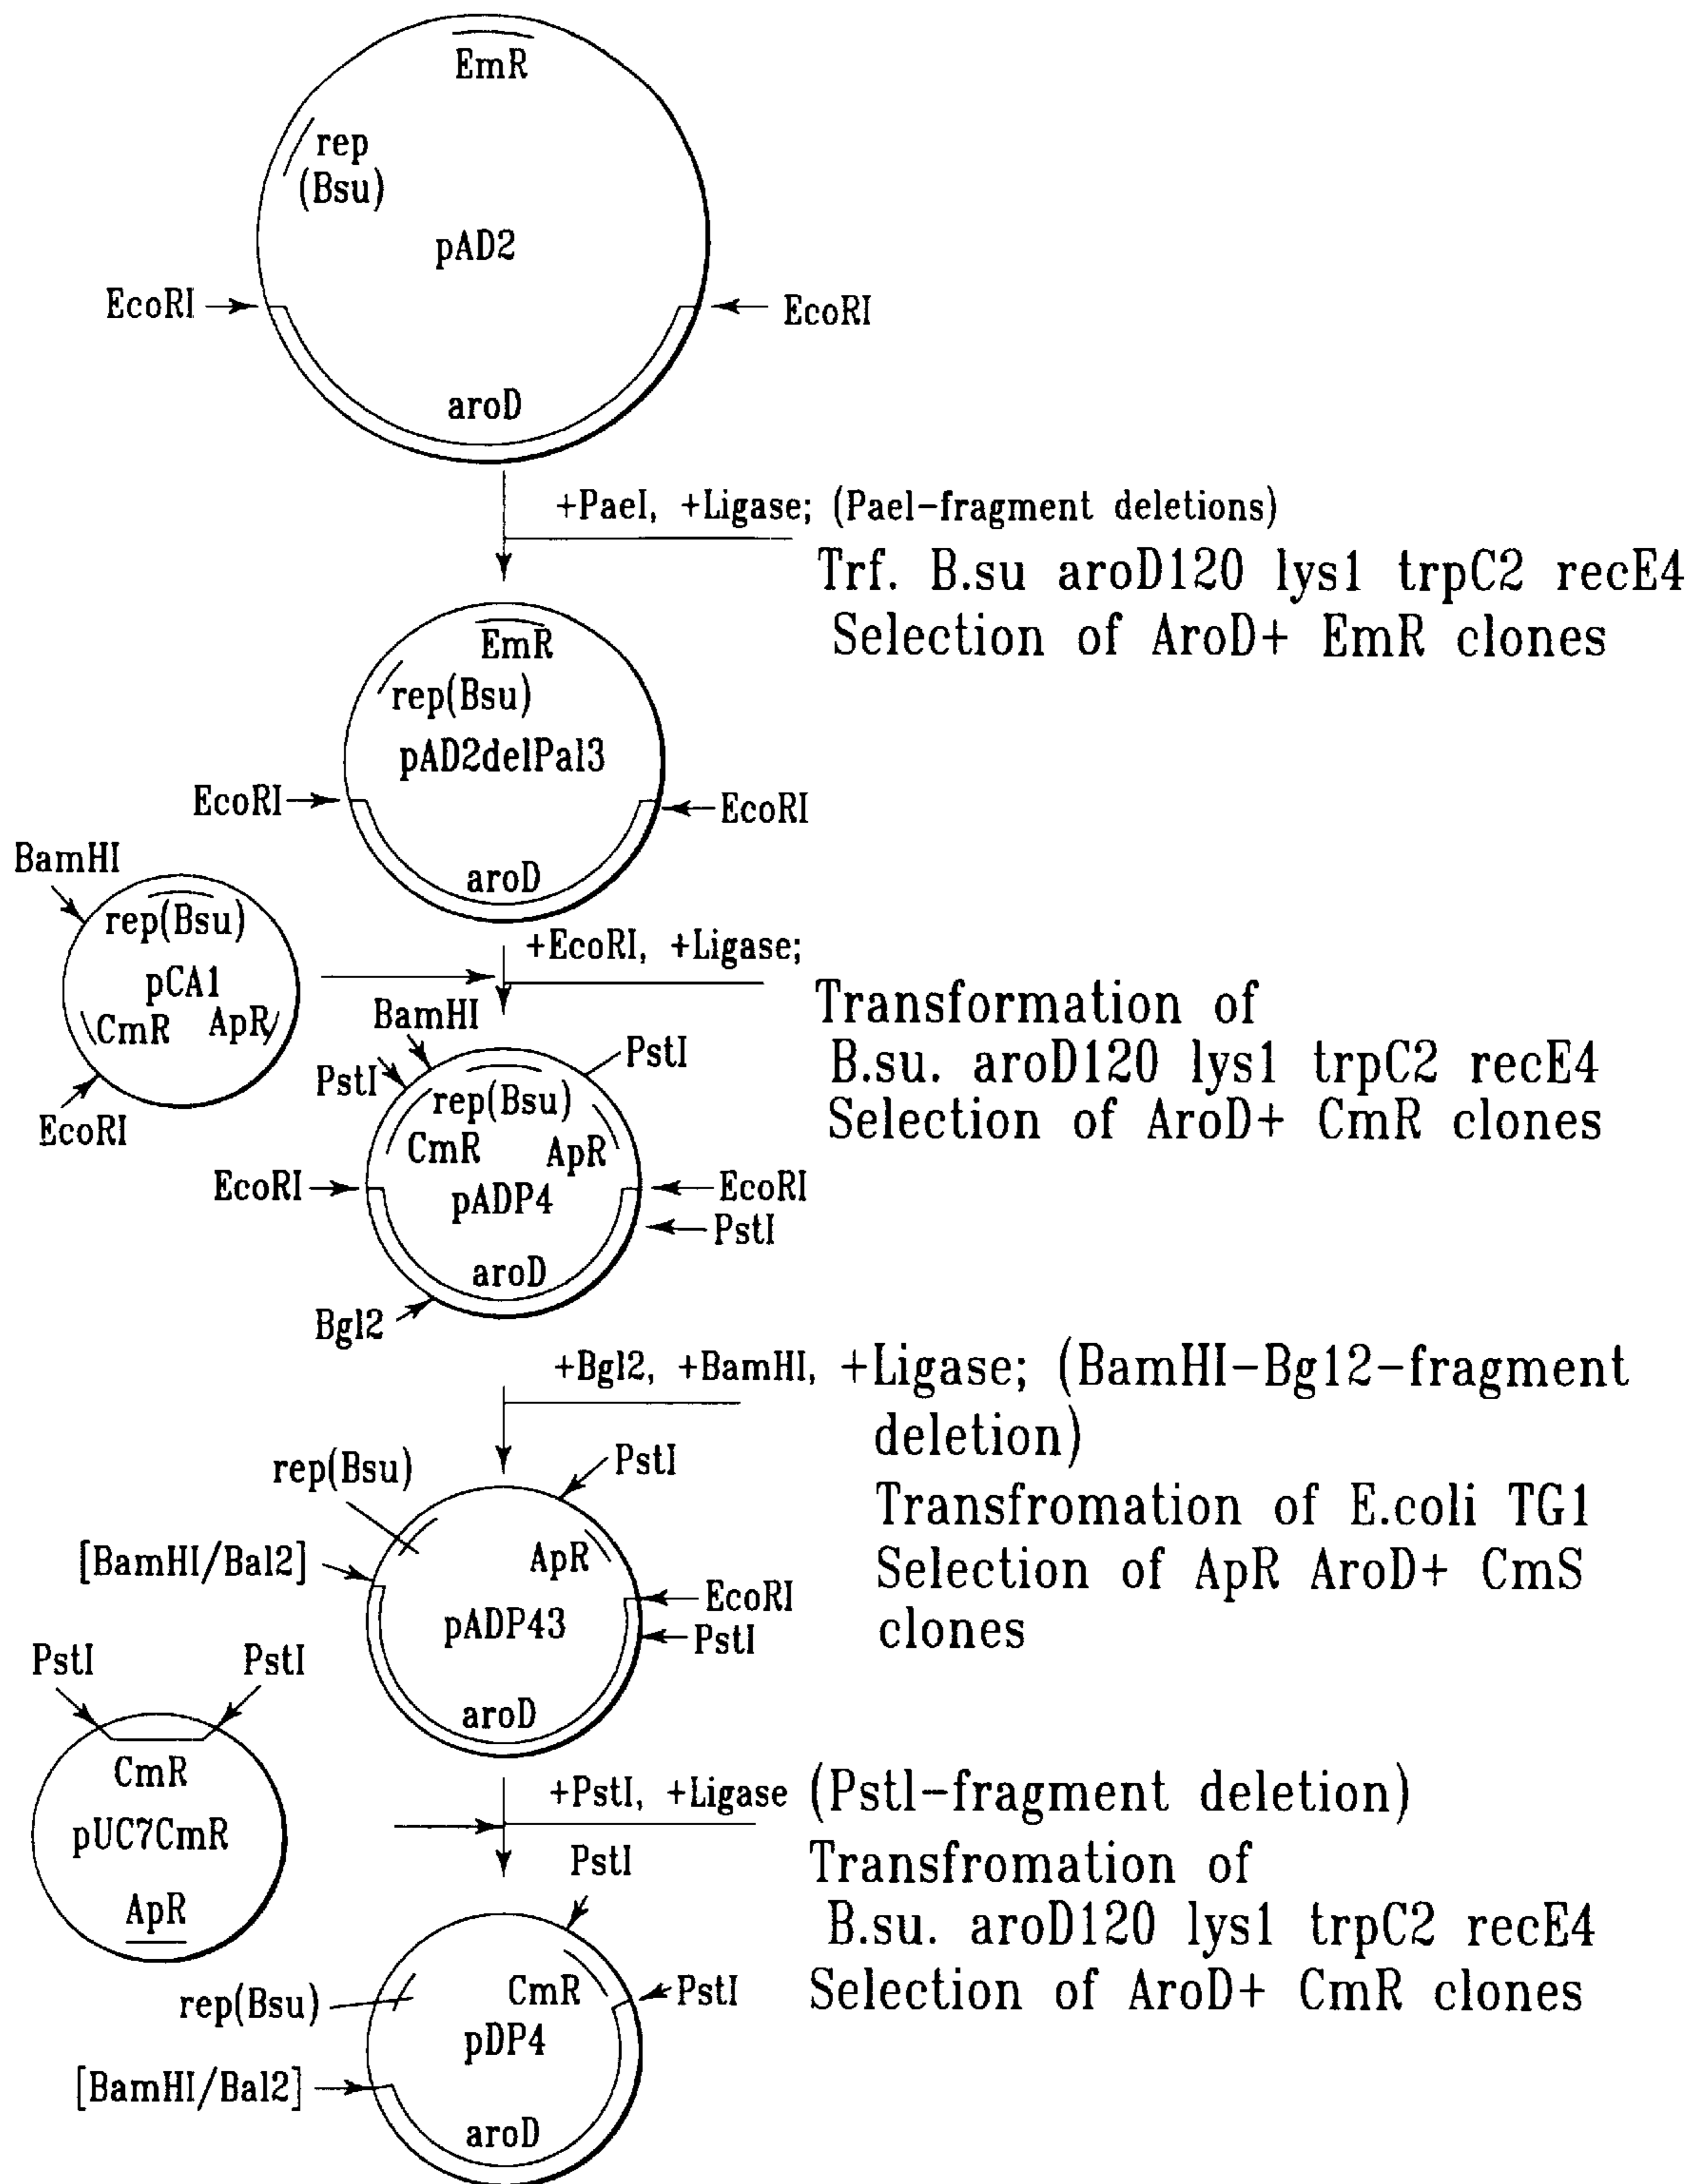 EmR
rep
(Bsu)
pAD2
EcoRI
EcoRI
aroD
+PaeI, +Ligase; (Pael-fragment deletions)
Trf. B.su aroD120 lys1 trpC2 recE4
Selection of AroD+ EmR clones
EmR
rep(Bsu)
pAD2delPal3
EcoRI
EcoRI
aroD
BamHI
rep(Bsu)
pCA1
CmR ApR
EcoRI
+EcoRI, +Ligase;
Transformation of
B.su. aroD120 lys1 trpC2 recE4
Selection of AroD+ CmR clones
BamHI
PstI
PstI
rep(Bsu)
CmR ApR
EcoRI
pADP4
EcoRI
PstI
aroD
Bgl2
+Bgl2, +BamHI, +Ligase; (BamHI-Bg12-fragment
deletion)
Transfromation of E.coli TG1
Selection of ApR AroD+ CmS
clones
rep(Bsu)
PstI
[BamHI/Bal2]
ApR
EcoRI
pADP43
PstI
aroD
PstI
PstI
CmR
pUC7CmR
ApR
+PstI, +Ligase (Pstl-fragment deletion)
Transfromation of
B.su. aroD120 lys1 trpC2 recE4
Selection of AroD+ CmR clones
PstI
CmR
PstI
rep(Bsu)
pDP4
[BamHI/Bal2]
aroD